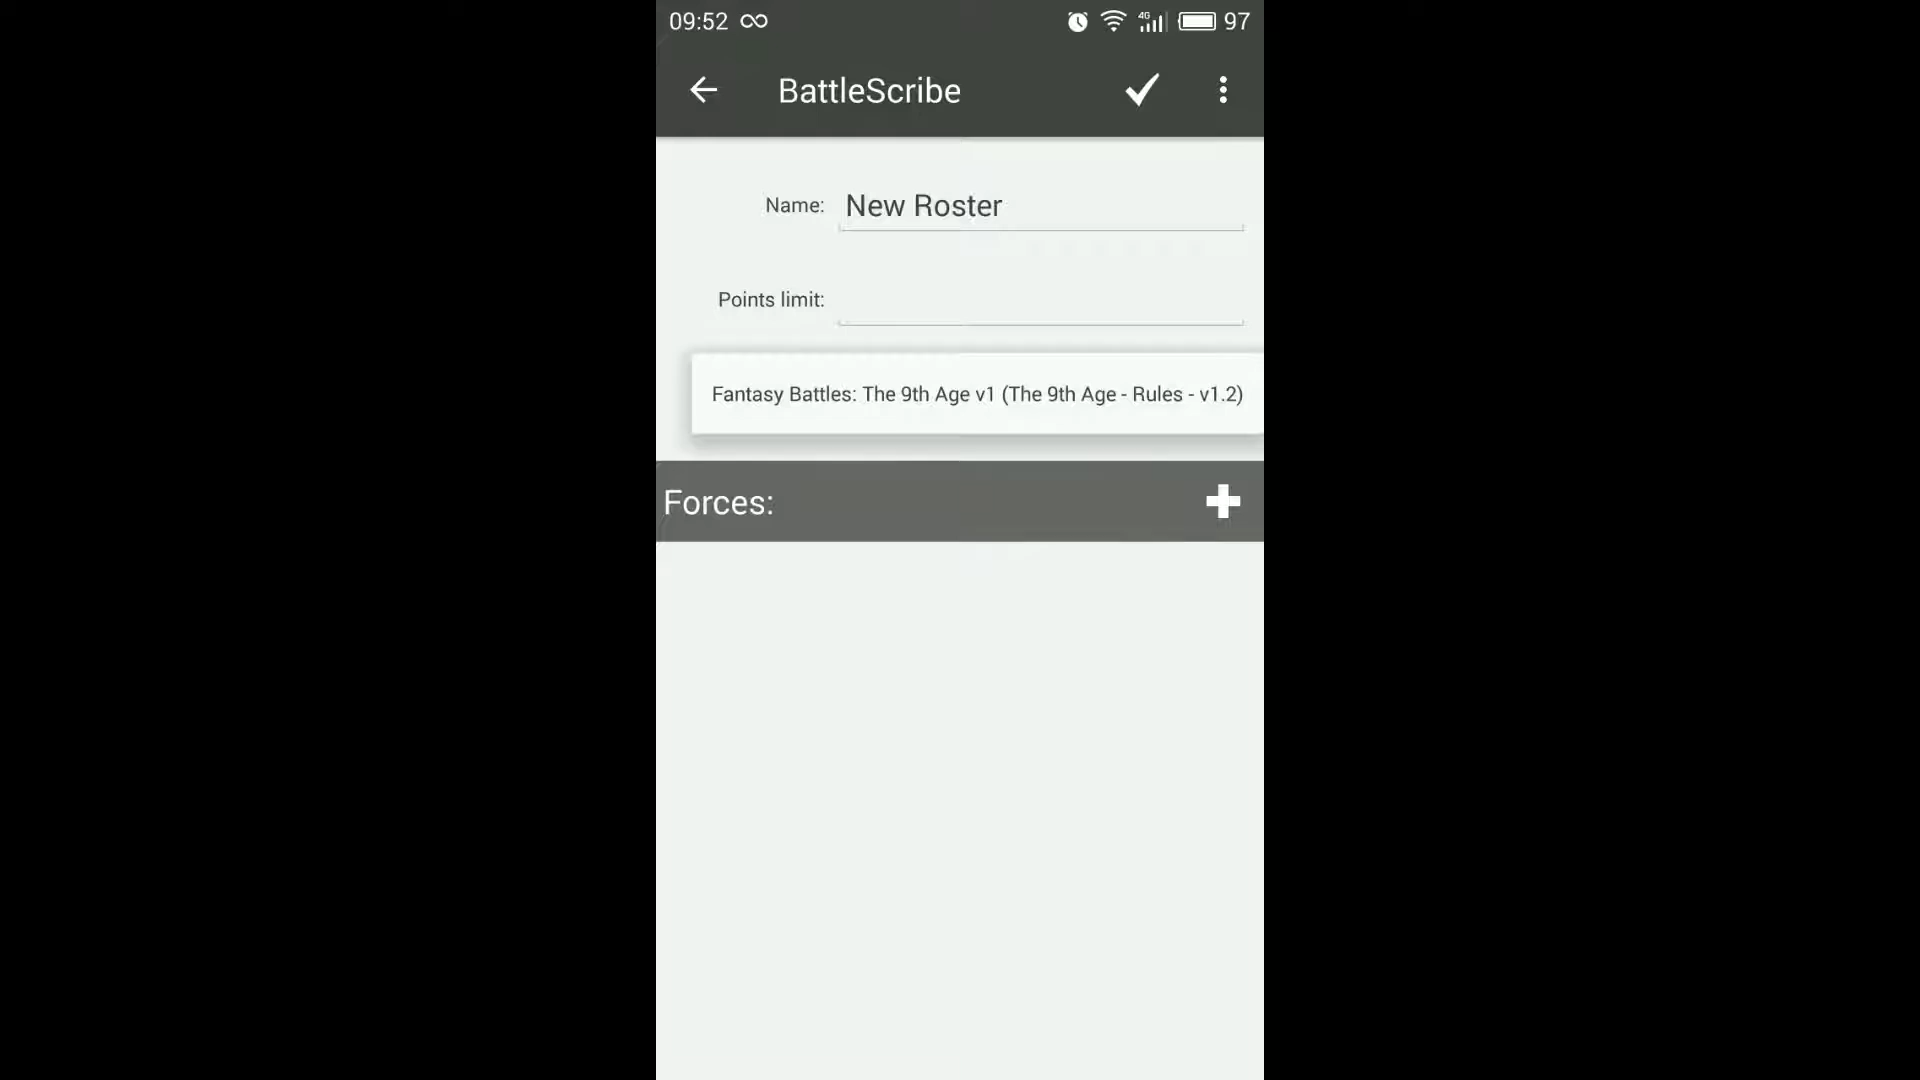 09:52 4G 97
BattleScribe
Name: New Roster
Points limit:
Fantasy Battles: The 9th Age v1 (The 9th Age - Rules - v1.2)
Forces: